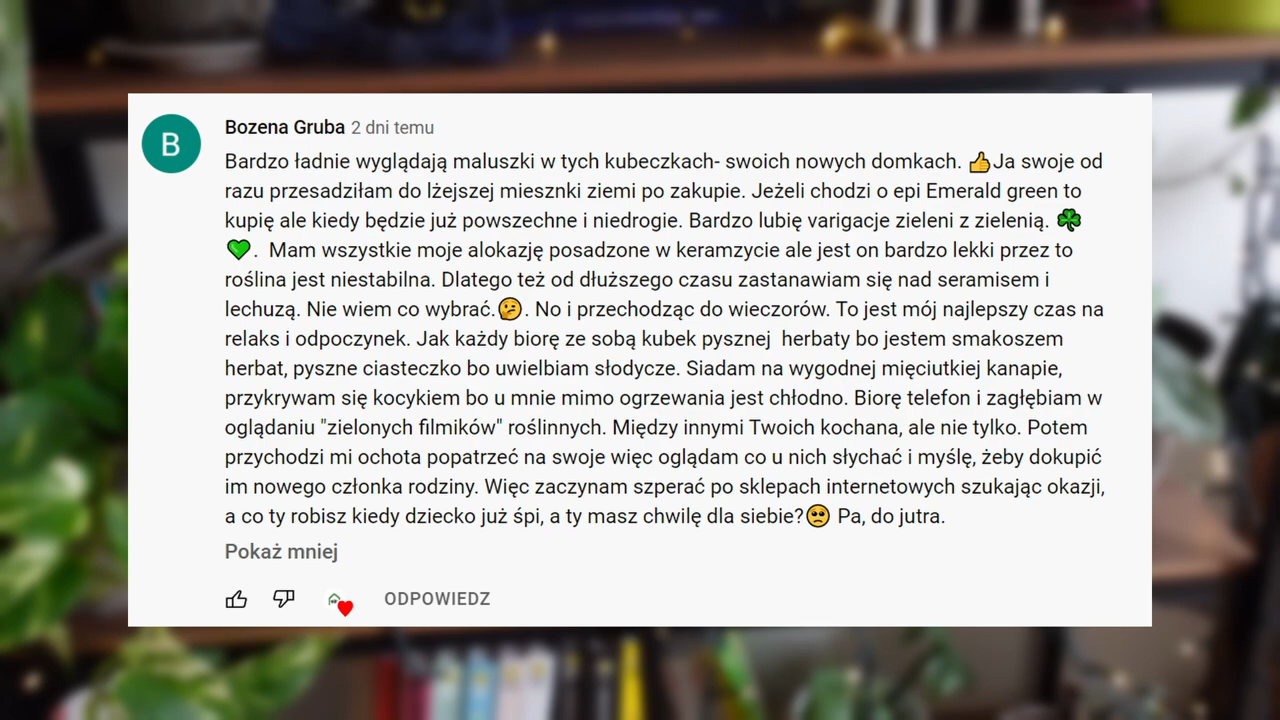 B
Bozena Gruba 2 dni temu
Bardzo ładnie wyglądają maluszki w tych kubeczkach- swoich nowych domkach. 👍Ja swoje od
razu przesadziłam do lżejszej miesznki ziemi po zakupie. Jeżeli chodzi o epi Emerald green to
kupię ale kiedy będzie już powszechne i niedrogie. Bardzo lubię varigacje zieleni z zielenią. ☘️
💚.  Mam wszystkie moje alokazję posadzone w keramzycie ale jest on bardzo lekki przez to
roślina jest niestabilna. Dlatego też od dłuższego czasu zastanawiam się nad seramisem i
lechuzą. Nie wiem co wybrać.🤔. No i przechodząc do wieczorów. To jest mój najlepszy czas na
relaks i odpoczynek. Jak każdy biorę ze sobą kubek pysznej  herbaty bo jestem smakoszem
herbat, pyszne ciasteczko bo uwielbiam słodycze. Siadam na wygodnej mięciutkiej kanapie,
przykrywam się kocykiem bo u mnie mimo ogrzewania jest chłodno. Biorę telefon i zagłębiam w
oglądaniu "zielonych filmików" roślinnych. Między innymi Twoich kochana, ale nie tylko. Potem
przychodzi mi ochota popatrzeć na swoje więc oglądam co u nich słychać i myślę, żeby dokupić
im nowego członka rodziny. Więc zaczynam szperać po sklepach internetowych szukając okazji,
a co ty robisz kiedy dziecko już śpi, a ty masz chwilę dla siebie?🥺 Pa, do jutra.
Pokaż mniej
ODPOWIEDZ